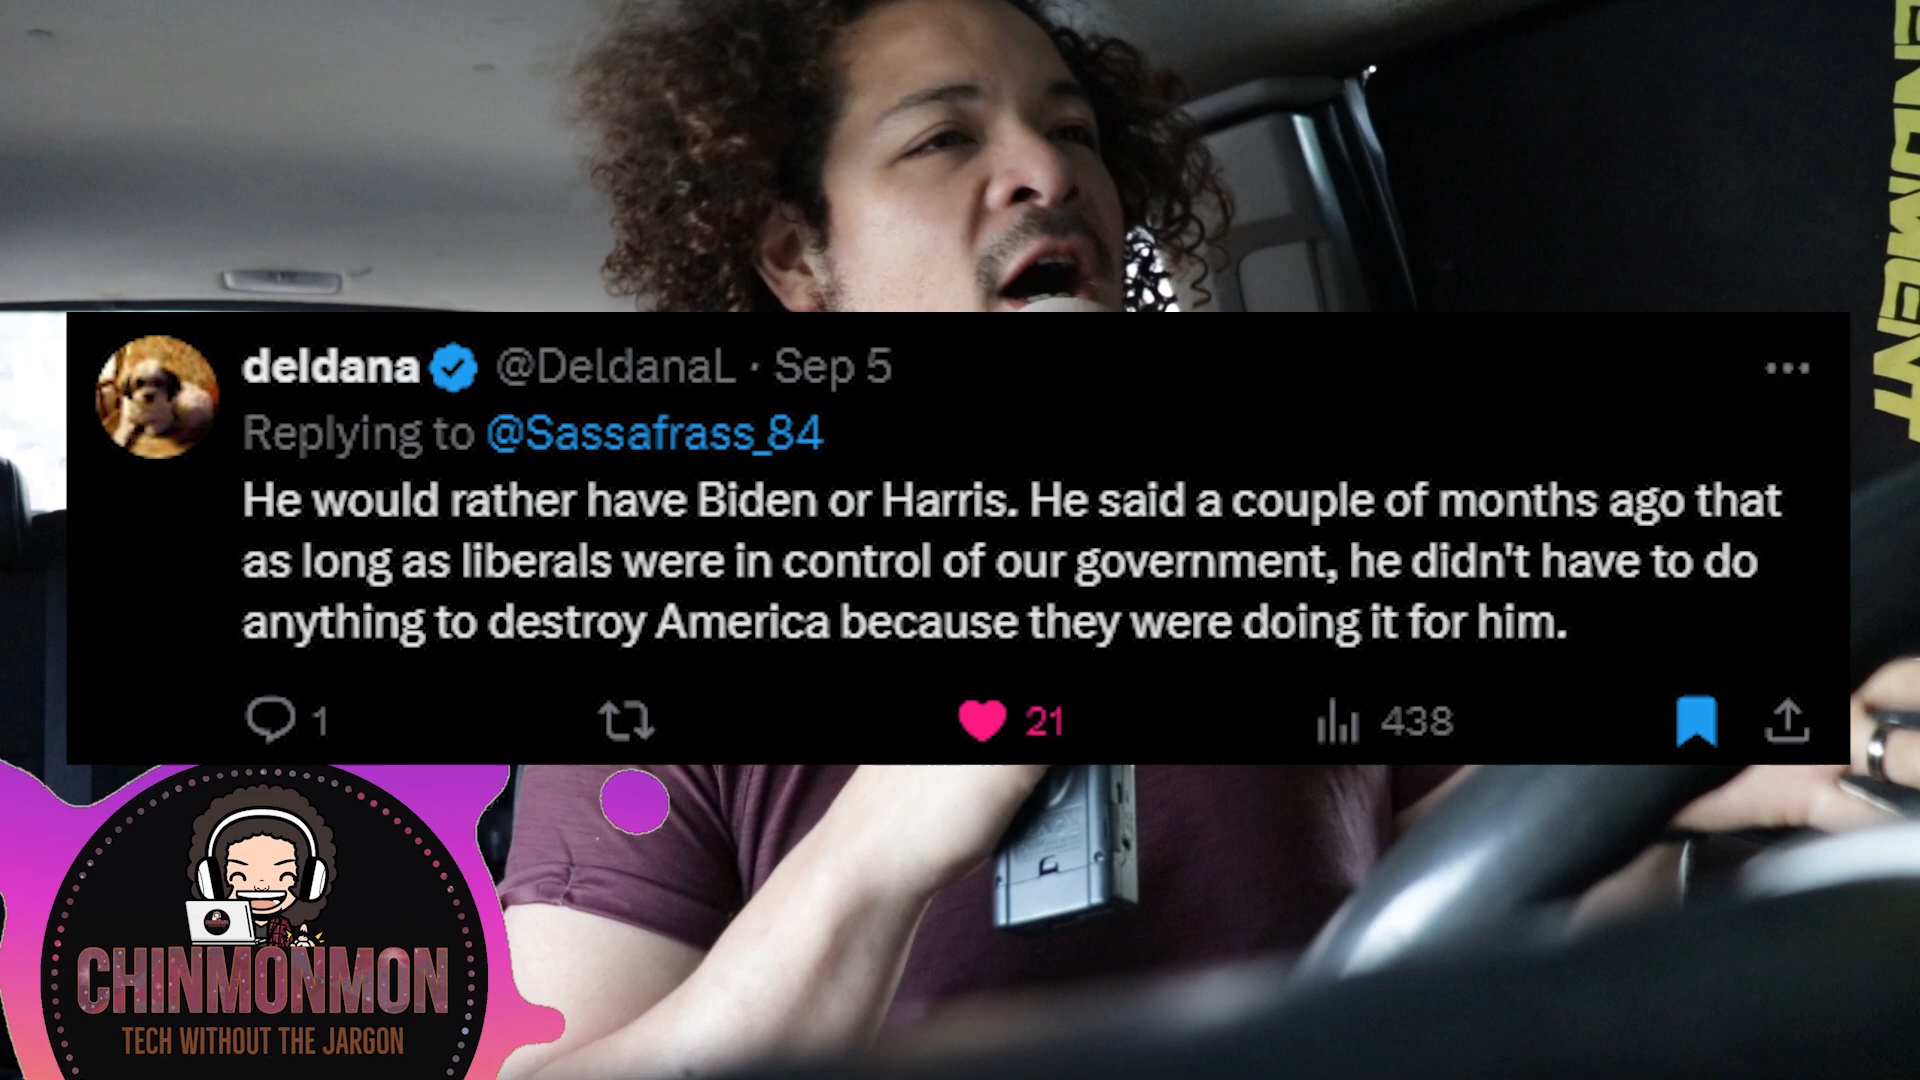 ENDOMENT
deldana @DeldanaL · Sep 5
Replying to @Sassafrass_84
He would rather have Biden or Harris. He said a couple of months ago that
as long as liberals were in control of our government, he didn't have to do
anything to destroy America because they were doing it for him.
1 21 438
CHINMONMON
TECH WITHOUT THE JARGON